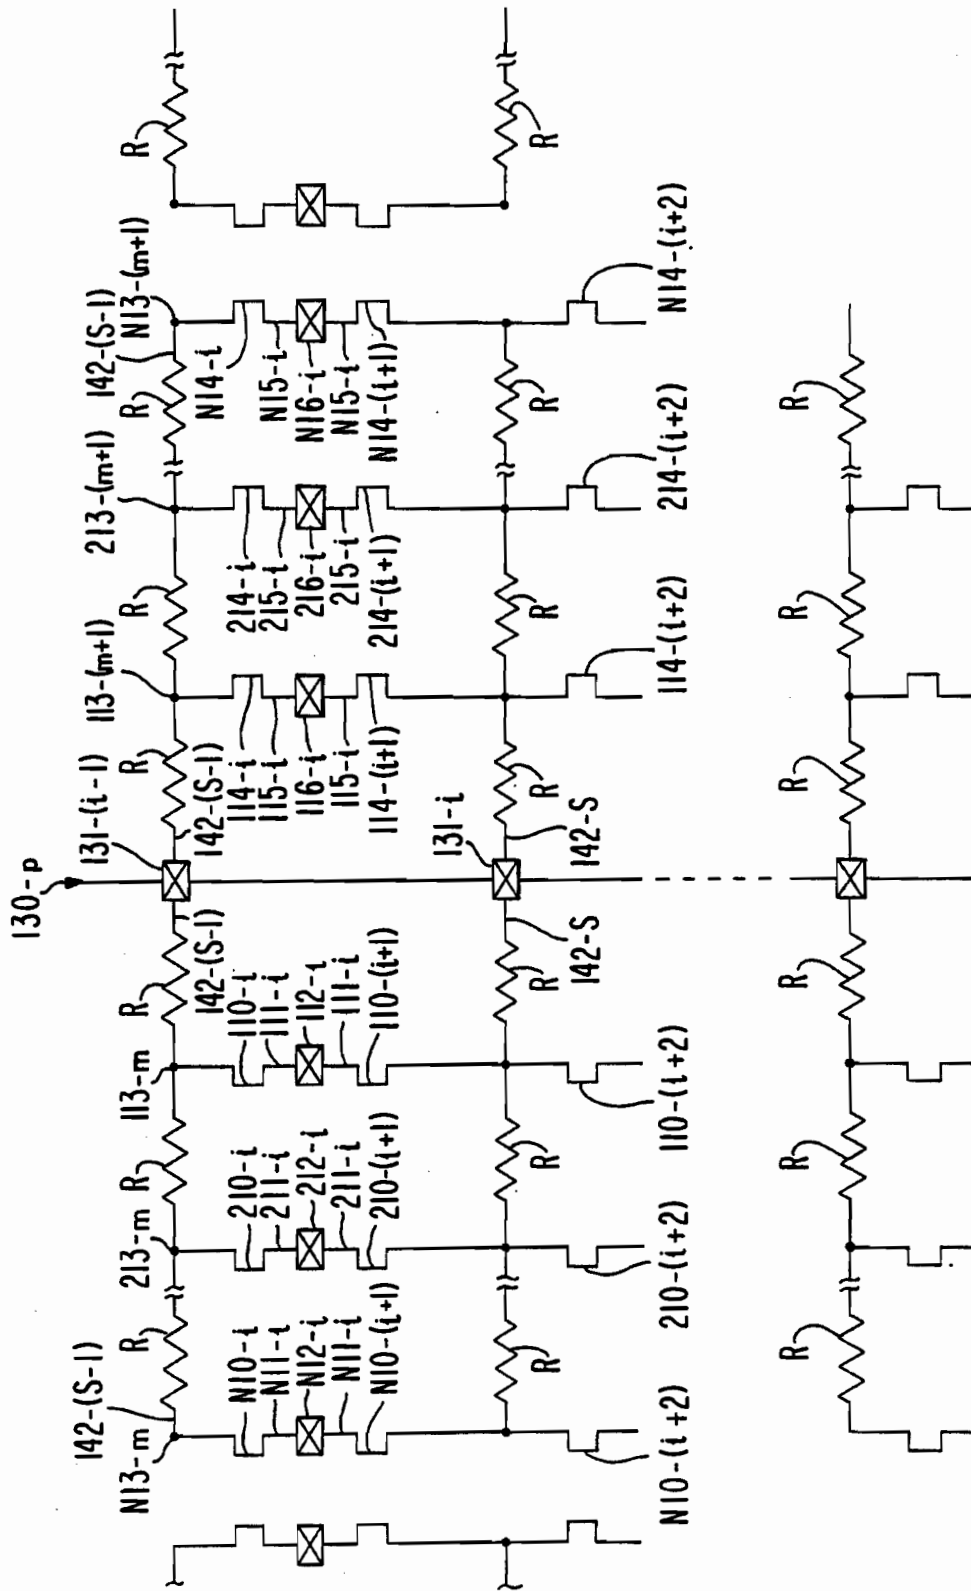 130-p
142-(S-1)
131-(i-1)
113-(m+1)
213-(m+1)
N13-(m+1)
142-(S-1)
N13-m
R
213-m
R
113-m
R
R
R
R
R
142-(S-1)
142-(S-1)
N10-i
210-i
110-i
114-i
214-i
N14-i
N11-i
211-i
111-i
115-i
215-i
N15-i
N12-i
212-i
112-i
116-i
216-i
N16-i
N11-i
211-i
111-i
115-i
215-i
N15-i
N10-(i+1)
210-(i+1)
110-(i+1)
114-(i+1)
214-(i+1)
N14-(i+1)
131-i
R
R
R
R
R
R
R
142-S
142-S
N10-(i+2)
210-(i+2)
110-(i+2)
114-(i+2)
214-(i+2)
N14-(i+2)
R
R
R
R
R
R